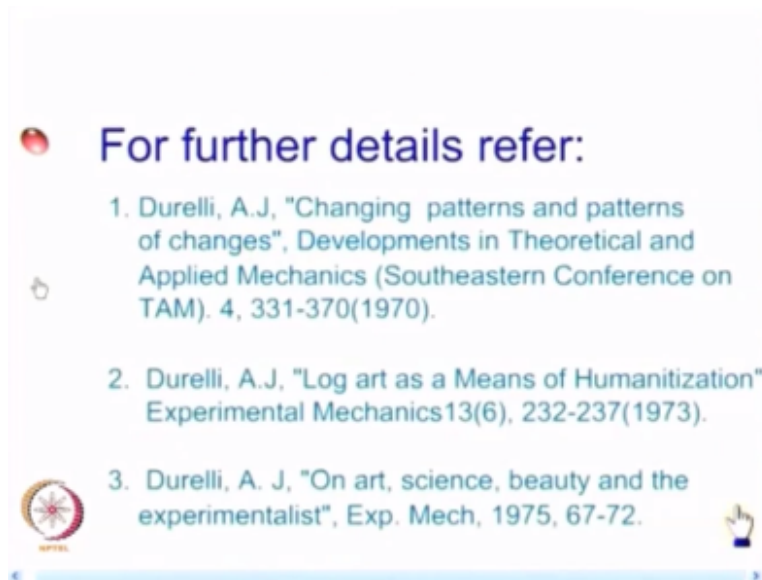 For further details refer:
1. Durelli, A.J, "Changing patterns and patterns
of changes", Developments in Theoretical and
Applied Mechanics (Southeastern Conference on
TAM). 4, 331-370(1970).
2. Durelli, A.J, "Log art as a Means of Humanitization"
Experimental Mechanics13(6), 232-237(1973).
3. Durelli, A. J, "On art, science, beauty and the
experimentalist", Exp. Mech, 1975, 67-72.
NPTEL